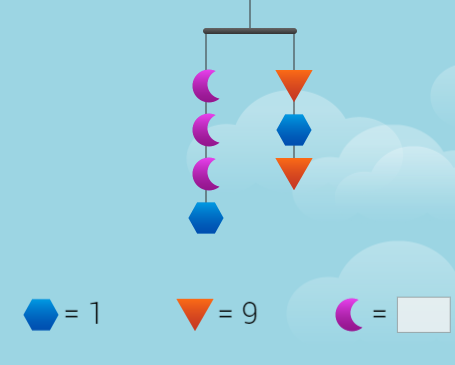 = 1 = 9 =